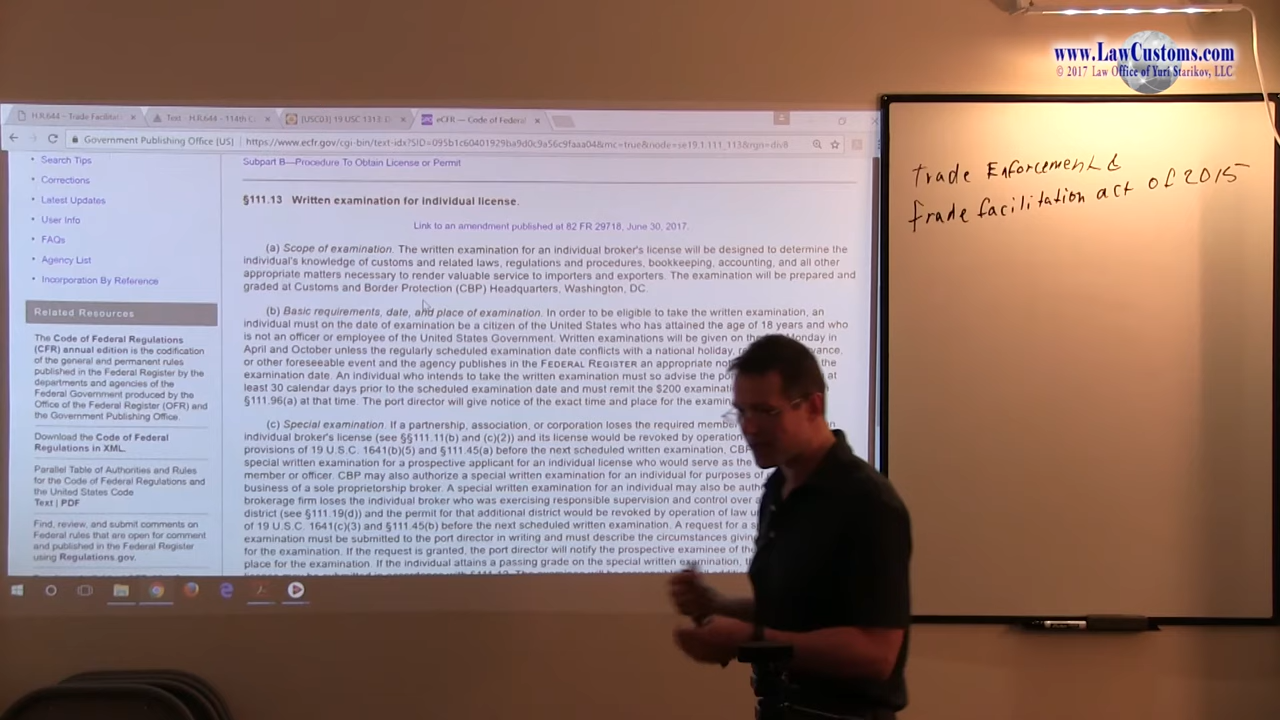 www.LawCustoms.com
© 2017 Law Office of Yuri Starikov, LLC
H.R.644 - Trade Facilitat
Text - H.R.644 - 114th C
[USC03] 19 USC 1313: D
eCFR — Code of Federal
Government Publishing Office [US]
Search Tips
Corrections
Latest Updates
User Info
FAQs
Agency List
Incorporation By Reference
Related Resources
The Code of Federal Regulations
(CFR) annual edition is the codification
of the general and permanent rules
published in the Federal Register by the
departments and agencies of the
Federal Government produced by the
Office of the Federal Register (OFR) and
the Government Publishing Office.
Download the Code of Federal
Regulations in XML.
Parallel Table of Authorities and Rules
for the Code of Federal Regulations and
the United States Code
Text | PDF
Find, review, and submit comments on
Federal rules that are open for comment
and published in the Federal Register
using Regulations.gov.
Subpart B—Procedure To Obtain License or Permit
§111.13 Written examination for individual license.
Link to an amendment published at 82 FR 29718, June 30, 2017.
(a) Scope of examination. The written examination for an individual broker's license will be designed to determine the
individual's knowledge of customs and related laws, regulations and procedures, bookkeeping, accounting, and all other
appropriate matters necessary to render valuable service to importers and exporters. The examination will be prepared and
graded at Customs and Border Protection (CBP) Headquarters, Washington, DC.
(b) Basic requirements, date, and place of examination. In order to be eligible to take the written examination, an
individual must on the date of examination be a citizen of the United States who has attained the age of 18 years and who
is not an officer or employee of the United States Government. Written examinations will be given on the Monday in
April and October unless the regularly scheduled examination date conflicts with a national holiday,
or other foreseeable event and the agency publishes in the FEDERAL REGISTER an appropriate
examination date. An individual who intends to take the written examination must so advise the at
least 30 calendar days prior to the scheduled examination date and must remit the $200
§111.96(a) at that time. The port director will give notice of the exact time and place for the
(c) Special examination. If a partnership, association, or corporation loses the required
individual broker's license (see §§111.11(b) and (c)(2)) and its license would be revoked by operation
provisions of 19 U.S.C. 1641(b)(5) and §111.45(a) before the next scheduled written examination, CBP
special written examination for a prospective applicant for an individual license who would serve as the
member or officer. CBP may also authorize a special written examination for an individual for purposes of
business of a sole proprietorship broker. A special written examination for an individual may also be
brokerage firm loses the individual broker who was exercising responsible supervision and control over
district (see §111.19(d)) and the permit for that additional district would be revoked by operation of law
of 19 U.S.C. 1641(c)(3) and §111.45(b) before the next scheduled written examination. A request for a
examination must be submitted to the port director in writing and must describe the circumstances
for the examination. If the request is granted, the port director will notify the prospective examinee of the
place for the examination. If the individual attains a passing grade on the special written examination,
Trade Enforcement &
trade facilitation act of 2015